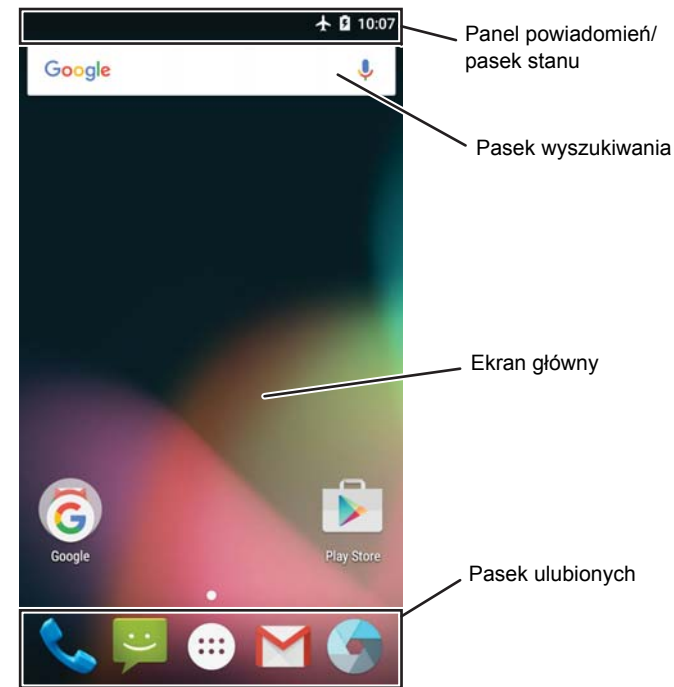 10:07
Panel powiadomień/
pasek stanu
Google
Pasek wyszukiwania
Ekran główny
Google
Play Store
Pasek ulubionych